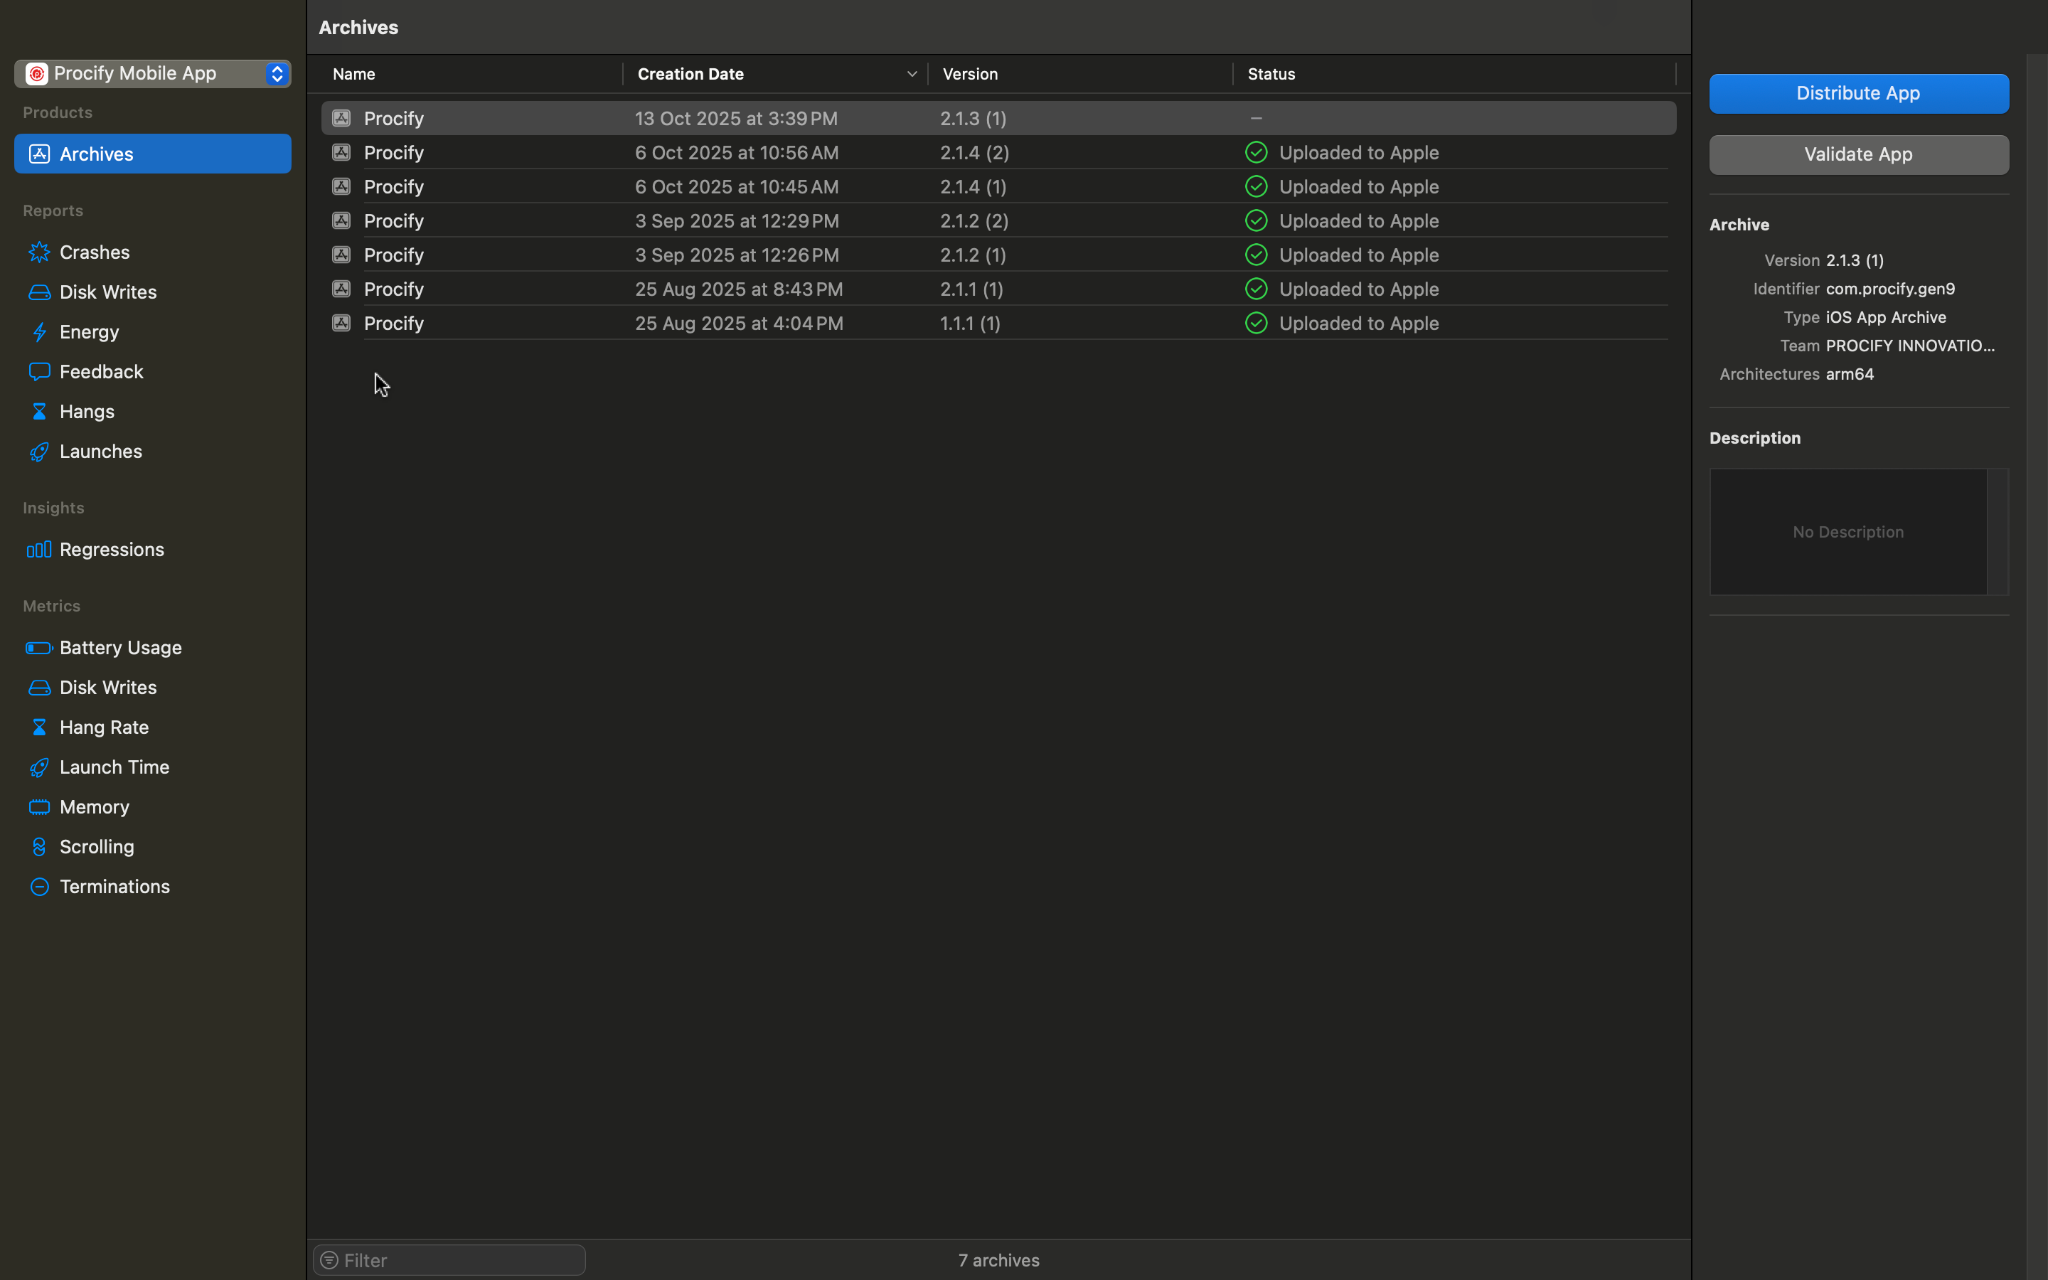 Procify Mobile App
Products
Archives
Reports
Crashes
Disk Writes
Energy
Feedback
Hangs
Launches
Insights
Regressions
Metrics
Battery Usage
Disk Writes
Hang Rate
Launch Time
Memory
Scrolling
Terminations
Archives
Name Creation Date Version Status
Procify 13 Oct 2025 at 3:39 PM 2.1.3 (1) –
Procify 6 Oct 2025 at 10:56 AM 2.1.4 (2) Uploaded to Apple
Procify 6 Oct 2025 at 10:45 AM 2.1.4 (1) Uploaded to Apple
Procify 3 Sep 2025 at 12:29 PM 2.1.2 (2) Uploaded to Apple
Procify 3 Sep 2025 at 12:26 PM 2.1.2 (1) Uploaded to Apple
Procify 25 Aug 2025 at 8:43 PM 2.1.1 (1) Uploaded to Apple
Procify 25 Aug 2025 at 4:04 PM 1.1.1 (1) Uploaded to Apple
Filter
7 archives
Distribute App
Validate App
Archive
Version 2.1.3 (1)
Identifier com.procify.gen9
Type iOS App Archive
Team PROCIFY INNOVATIO...
Architectures arm64
Description
No Description